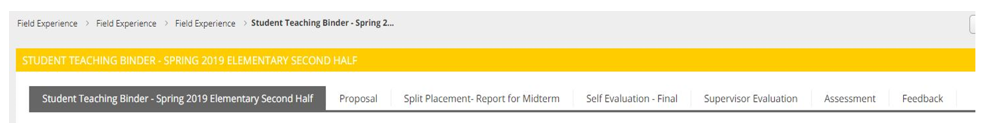 Field Experience > Field Experience > Field Experience > Student Teaching Binder - Spring 2...
STUDENT TEACHING BINDER - SPRING 2019 ELEMENTARY SECOND HALF
Student Teaching Binder - Spring 2019 Elementary Second Half Proposal Split Placement- Report for Midterm Self Evaluation - Final Supervisor Evaluation Assessment Feedback